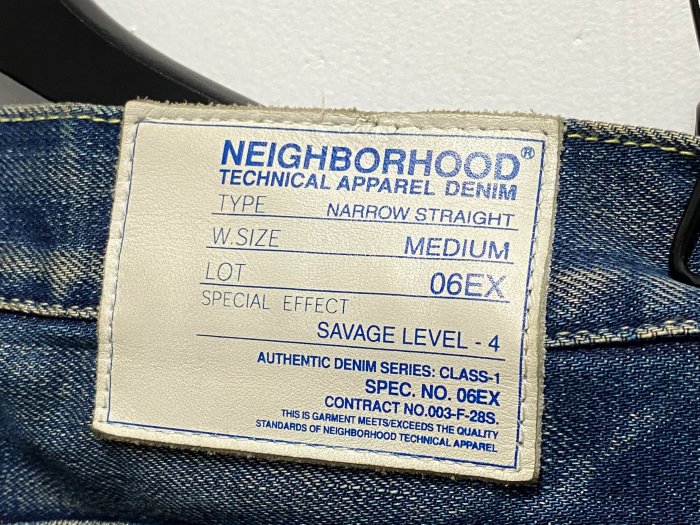 NEIGHBORHOOD®
TECHNICAL APPAREL DENIM
TYPE NARROW STRAIGHT
W.SIZE MEDIUM
LOT 06EX
SPECIAL EFFECT
SAVAGE LEVEL - 4
AUTHENTIC DENIM SERIES: CLASS-1
SPEC. NO. 06EX
CONTRACT NO.003-F-28S.
THIS IS GARMENT MEETS/EXCEEDS THE QUALITY
STANDARDS OF NEIGHBORHOOD TECHNICAL APPAREL